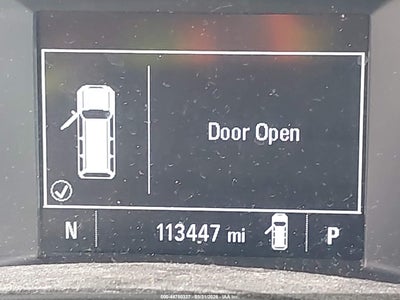 Door Open
N 113447 mi P